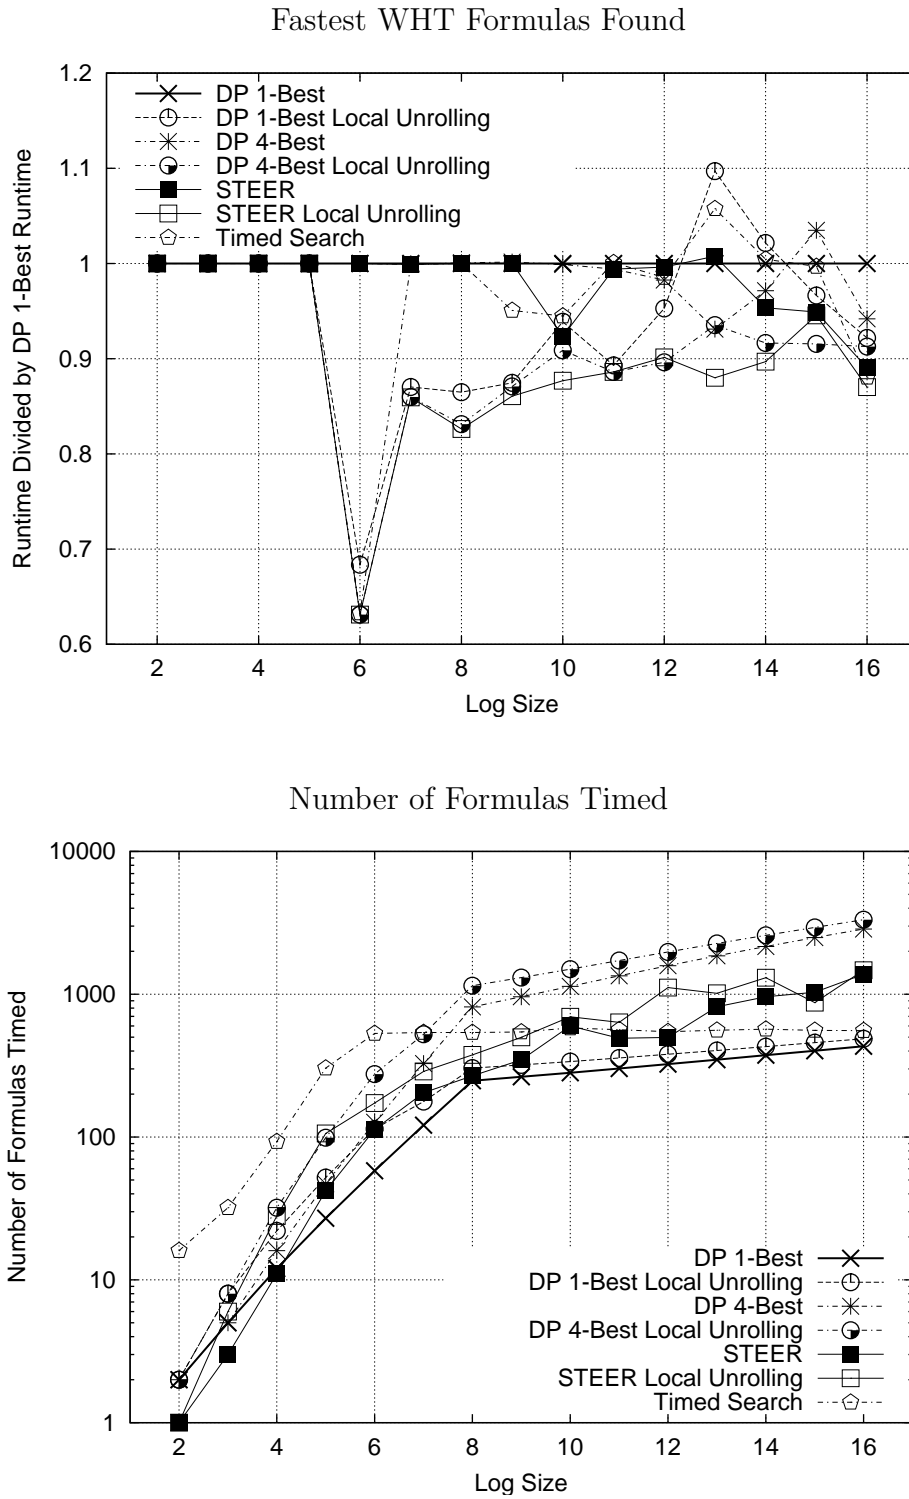 Fastest WHT Formulas Found
1.2
1.1
1
0.9
0.8
0.7
0.6
Runtime Divided by DP 1-Best Runtime
DP 1-Best
DP 1-Best Local Unrolling
DP 4-Best
DP 4-Best Local Unrolling
STEER
STEER Local Unrolling
Timed Search
2 4 6 8 10 12 14 16
Log Size
Number of Formulas Timed
10000
1000
100
10
1
Number of Formulas Timed
DP 1-Best
DP 1-Best Local Unrolling
DP 4-Best
DP 4-Best Local Unrolling
STEER
STEER Local Unrolling
Timed Search
2 4 6 8 10 12 14 16
Log Size